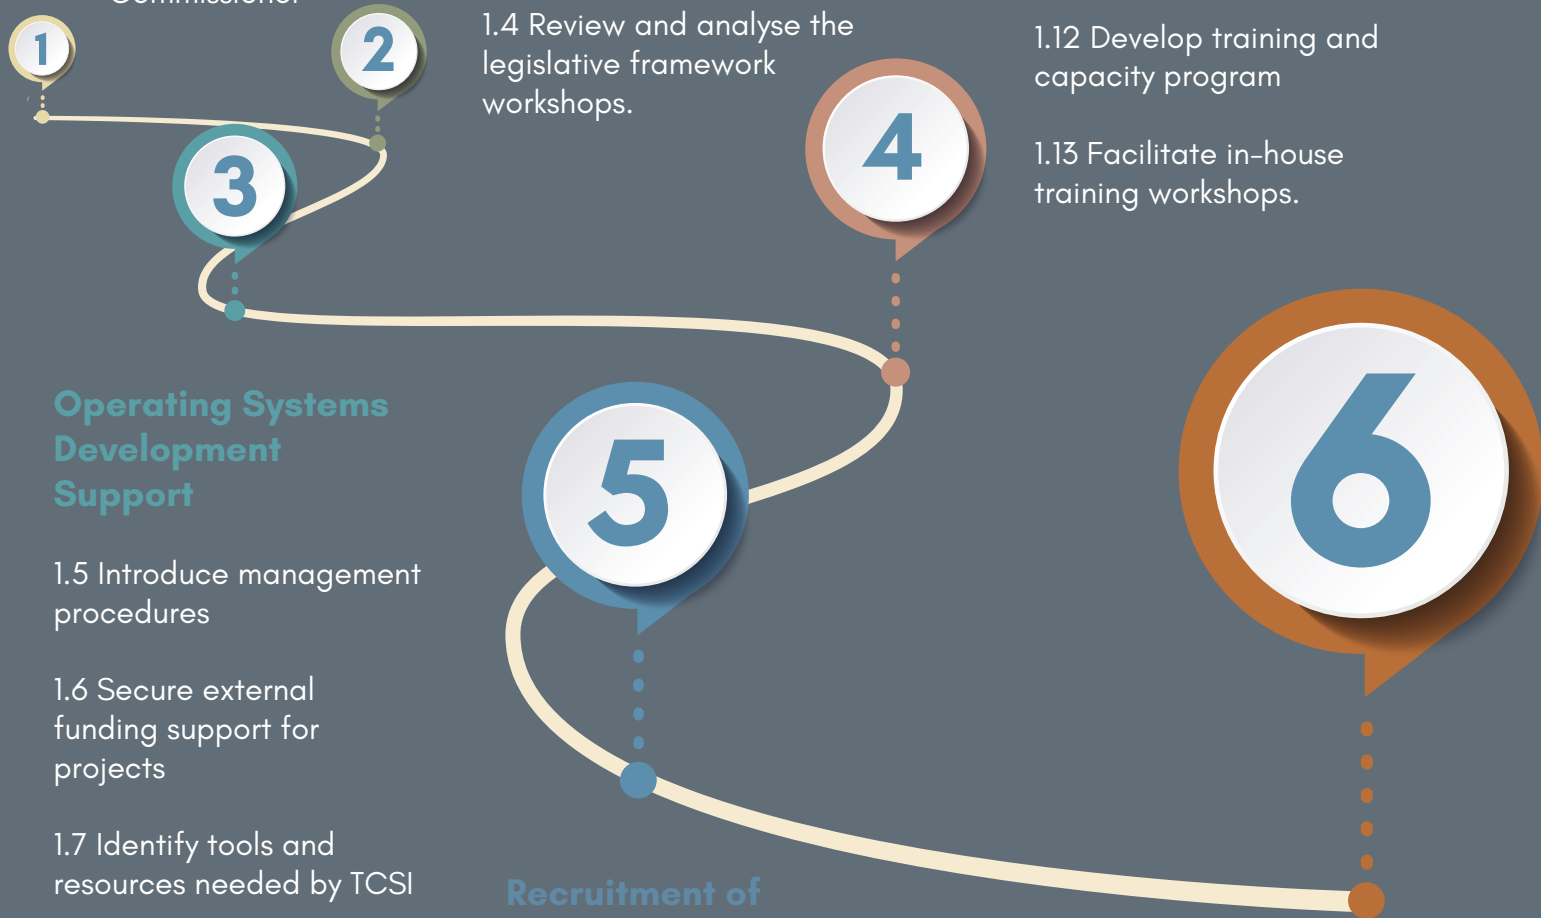 Commissioner
1
2
1.4 Review and analyse the
legislative framework
workshops.
1.12 Develop training and
capacity program
1.13 Facilitate in-house
training workshops.
3
4
5
6
Operating Systems
Development
Support
1.5 Introduce management
procedures
1.6 Secure external
funding support for
projects
1.7 Identify tools and
resources needed by TCSI
Recruitment of